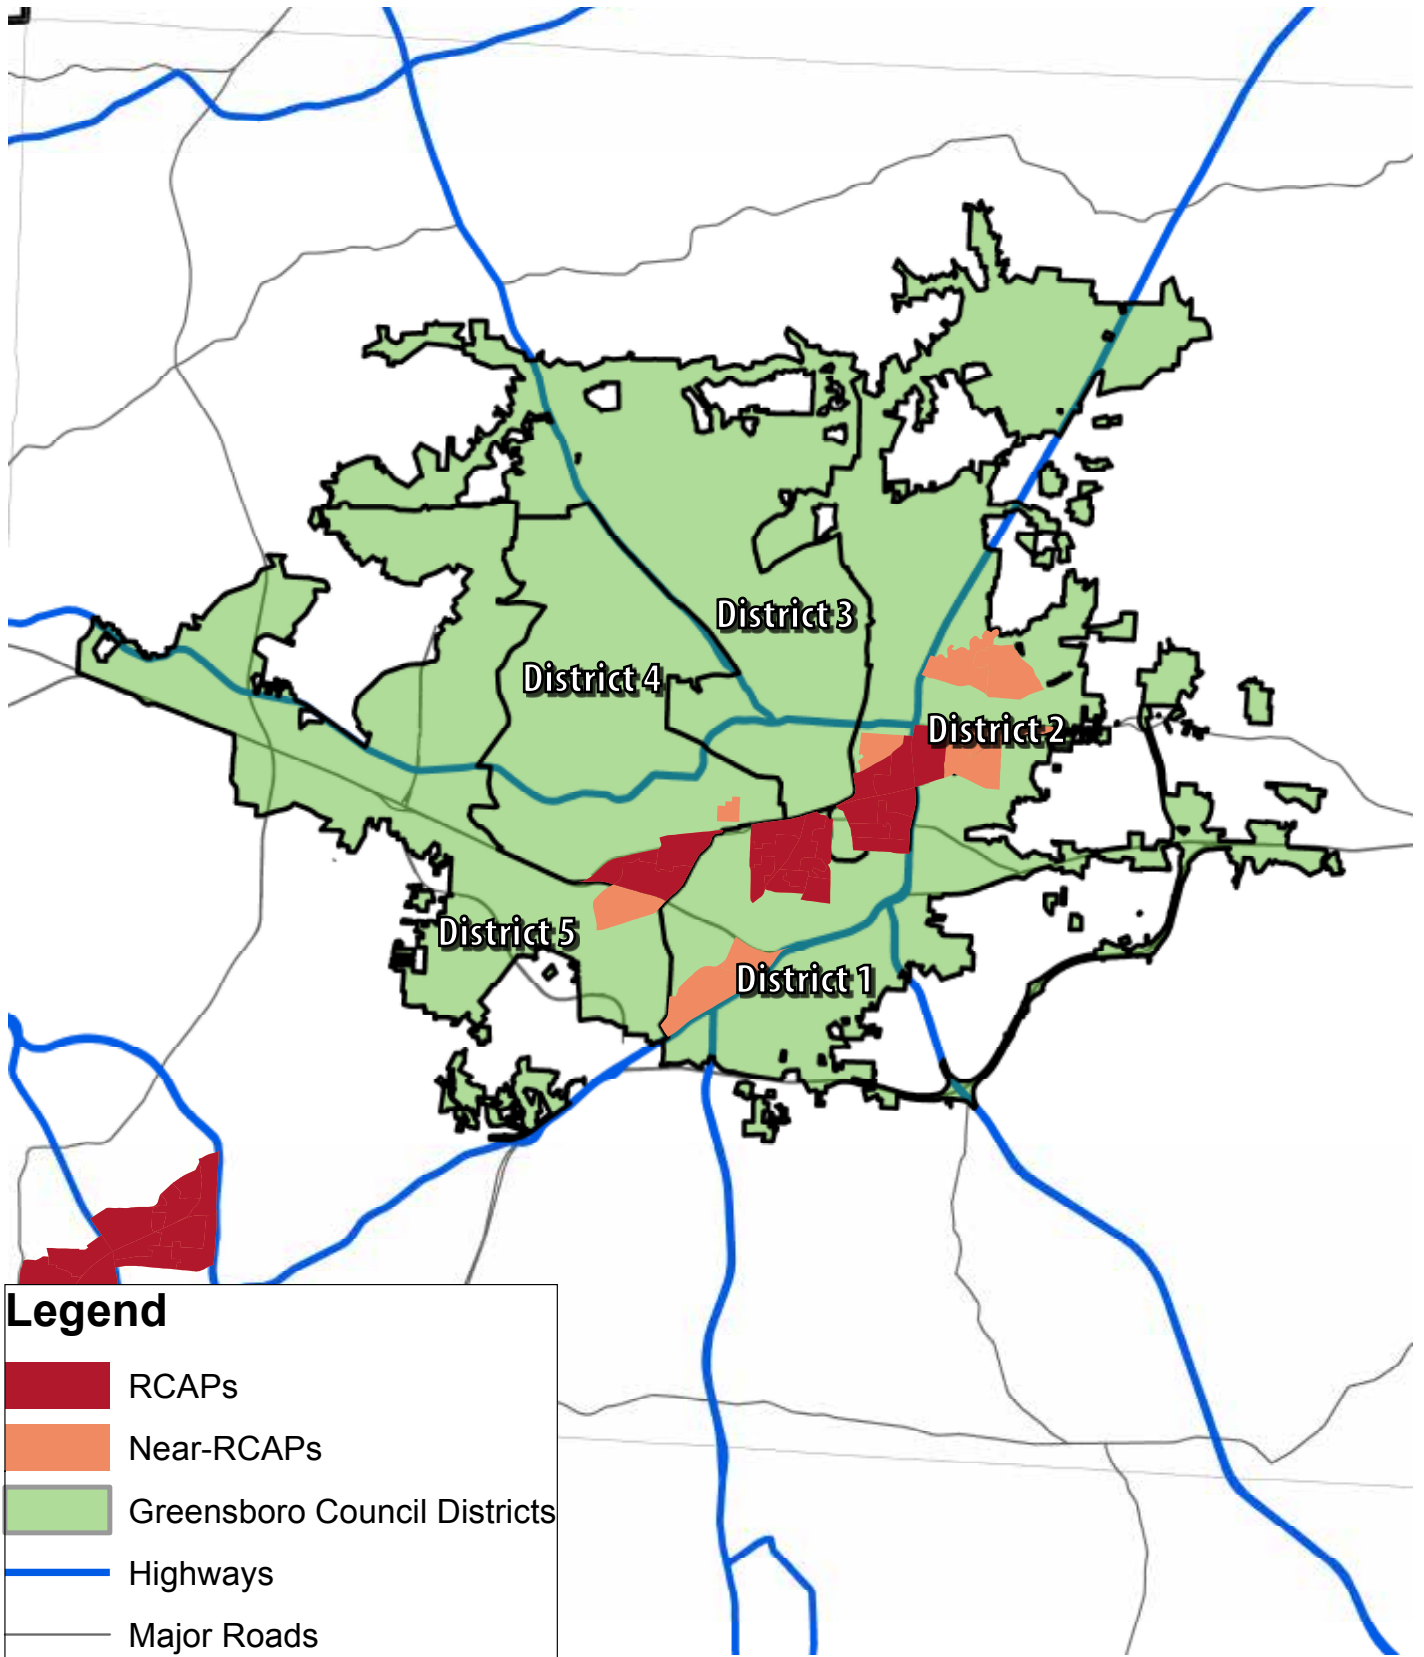 District 3
District 4
District 2
District 5
District 1
Legend
RCAPs
Near-RCAPs
Greensboro Council Districts
Highways
Major Roads